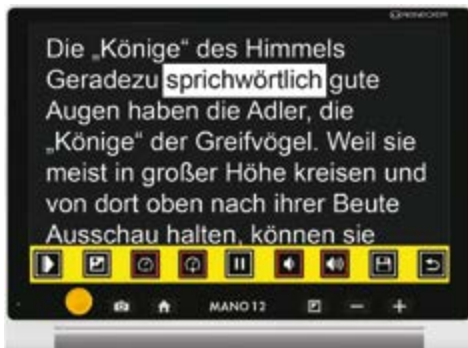 REINECKER
Die „Könige“ des Himmels
Geradezu sprichwörtlich gute
Augen haben die Adler, die
„Könige“ der Greifvögel. Weil sie
meist in großer Höhe kreisen und
von dort oben nach ihrer Beute
Ausschau halten, können sie
MANO 12